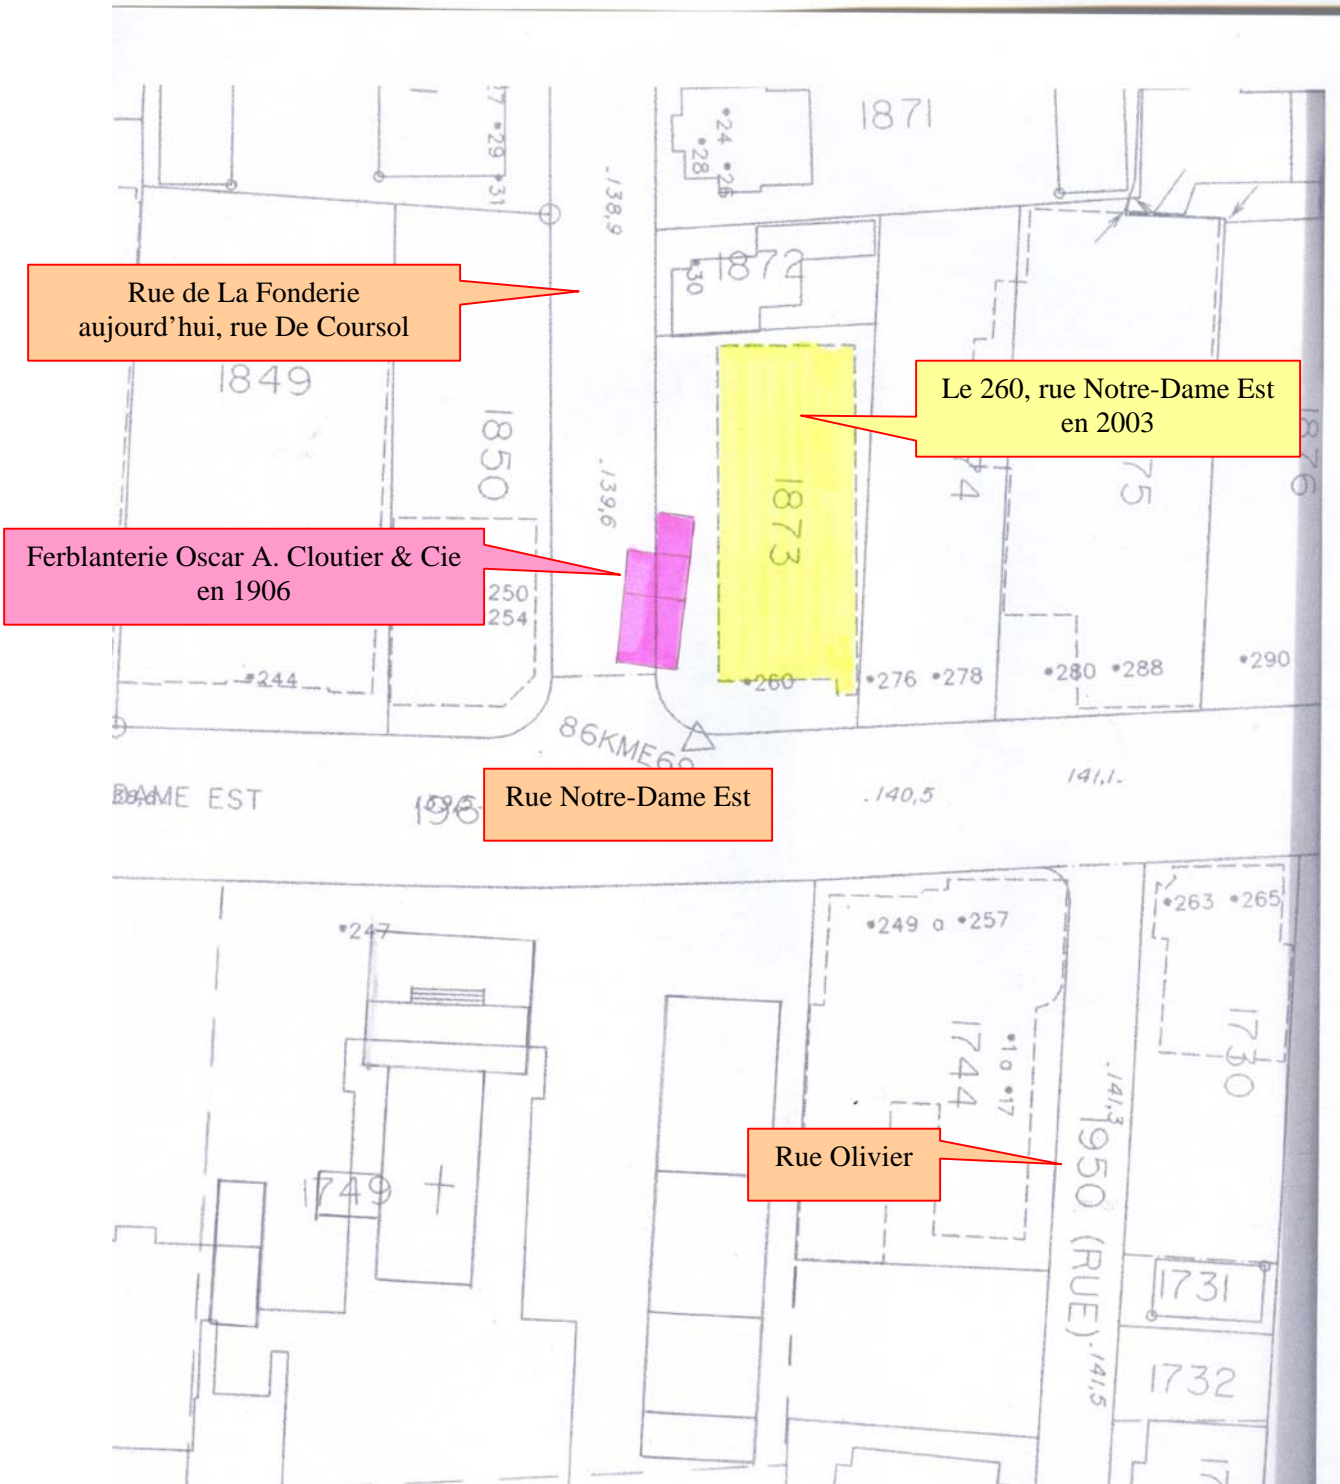 1871
•24
•28 •26
•29
•31
.138,9
1872
•30
Rue de La Fonderie
aujourd’hui, rue De Coursol
1849
1850
Le 260, rue Notre-Dame Est
en 2003
1873
75
1876
.139,6
Ferblanterie Oscar A. Cloutier & Cie
en 1906
250
254
•244
•260
•276 •278
•280 •288
•290
86KME69
DAME EST
Rue Notre-Dame Est
.140,5
141,1.
•247
•249 a •257
•263 •265
1744
•1 a •17
1730
.141,3
Rue Olivier
1950 (RUE)
1749
1731
.141,5
1732